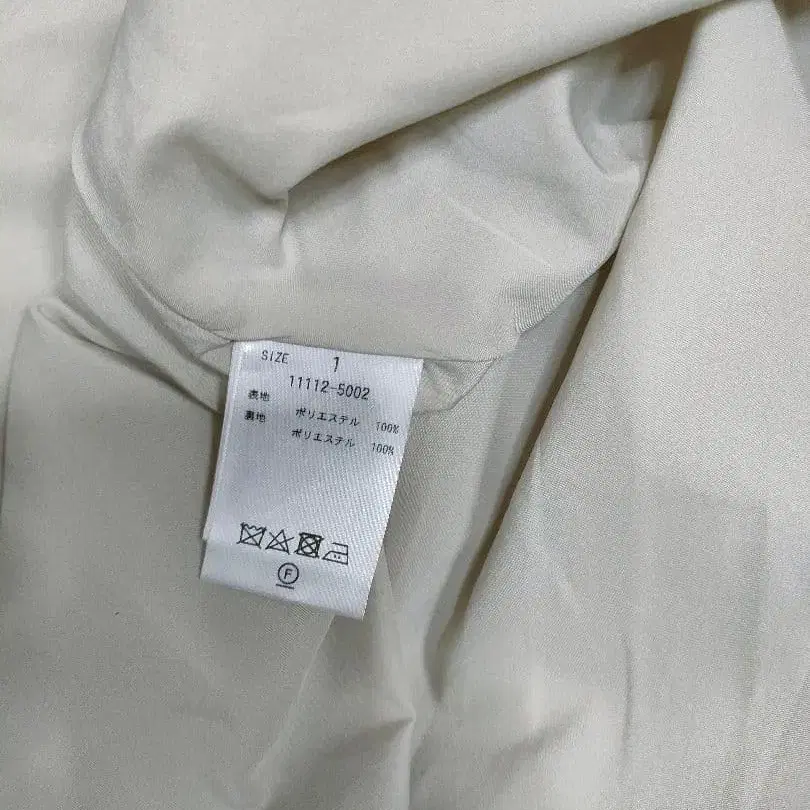 SIZE 1
11112-5002
表地 ポリエステル 100%
裏地 ポリエステル 100%
F